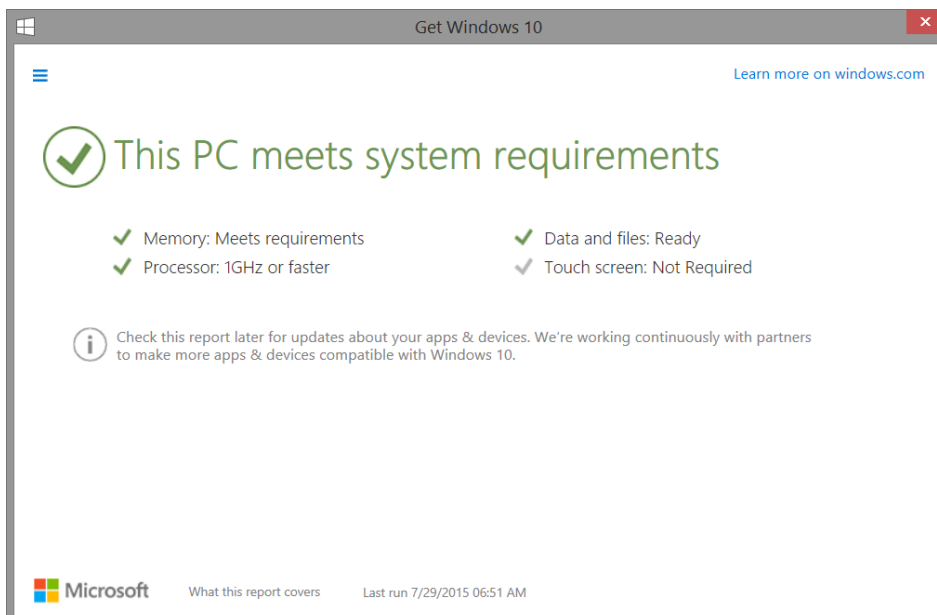 Get Windows 10
Learn more on windows.com
This PC meets system requirements
Memory: Meets requirements
Data and files: Ready
Processor: 1GHz or faster
Touch screen: Not Required
Check this report later for updates about your apps & devices. We're working continuously with partners
to make more apps & devices compatible with Windows 10.
Microsoft
What this report covers
Last run 7/29/2015 06:51 AM